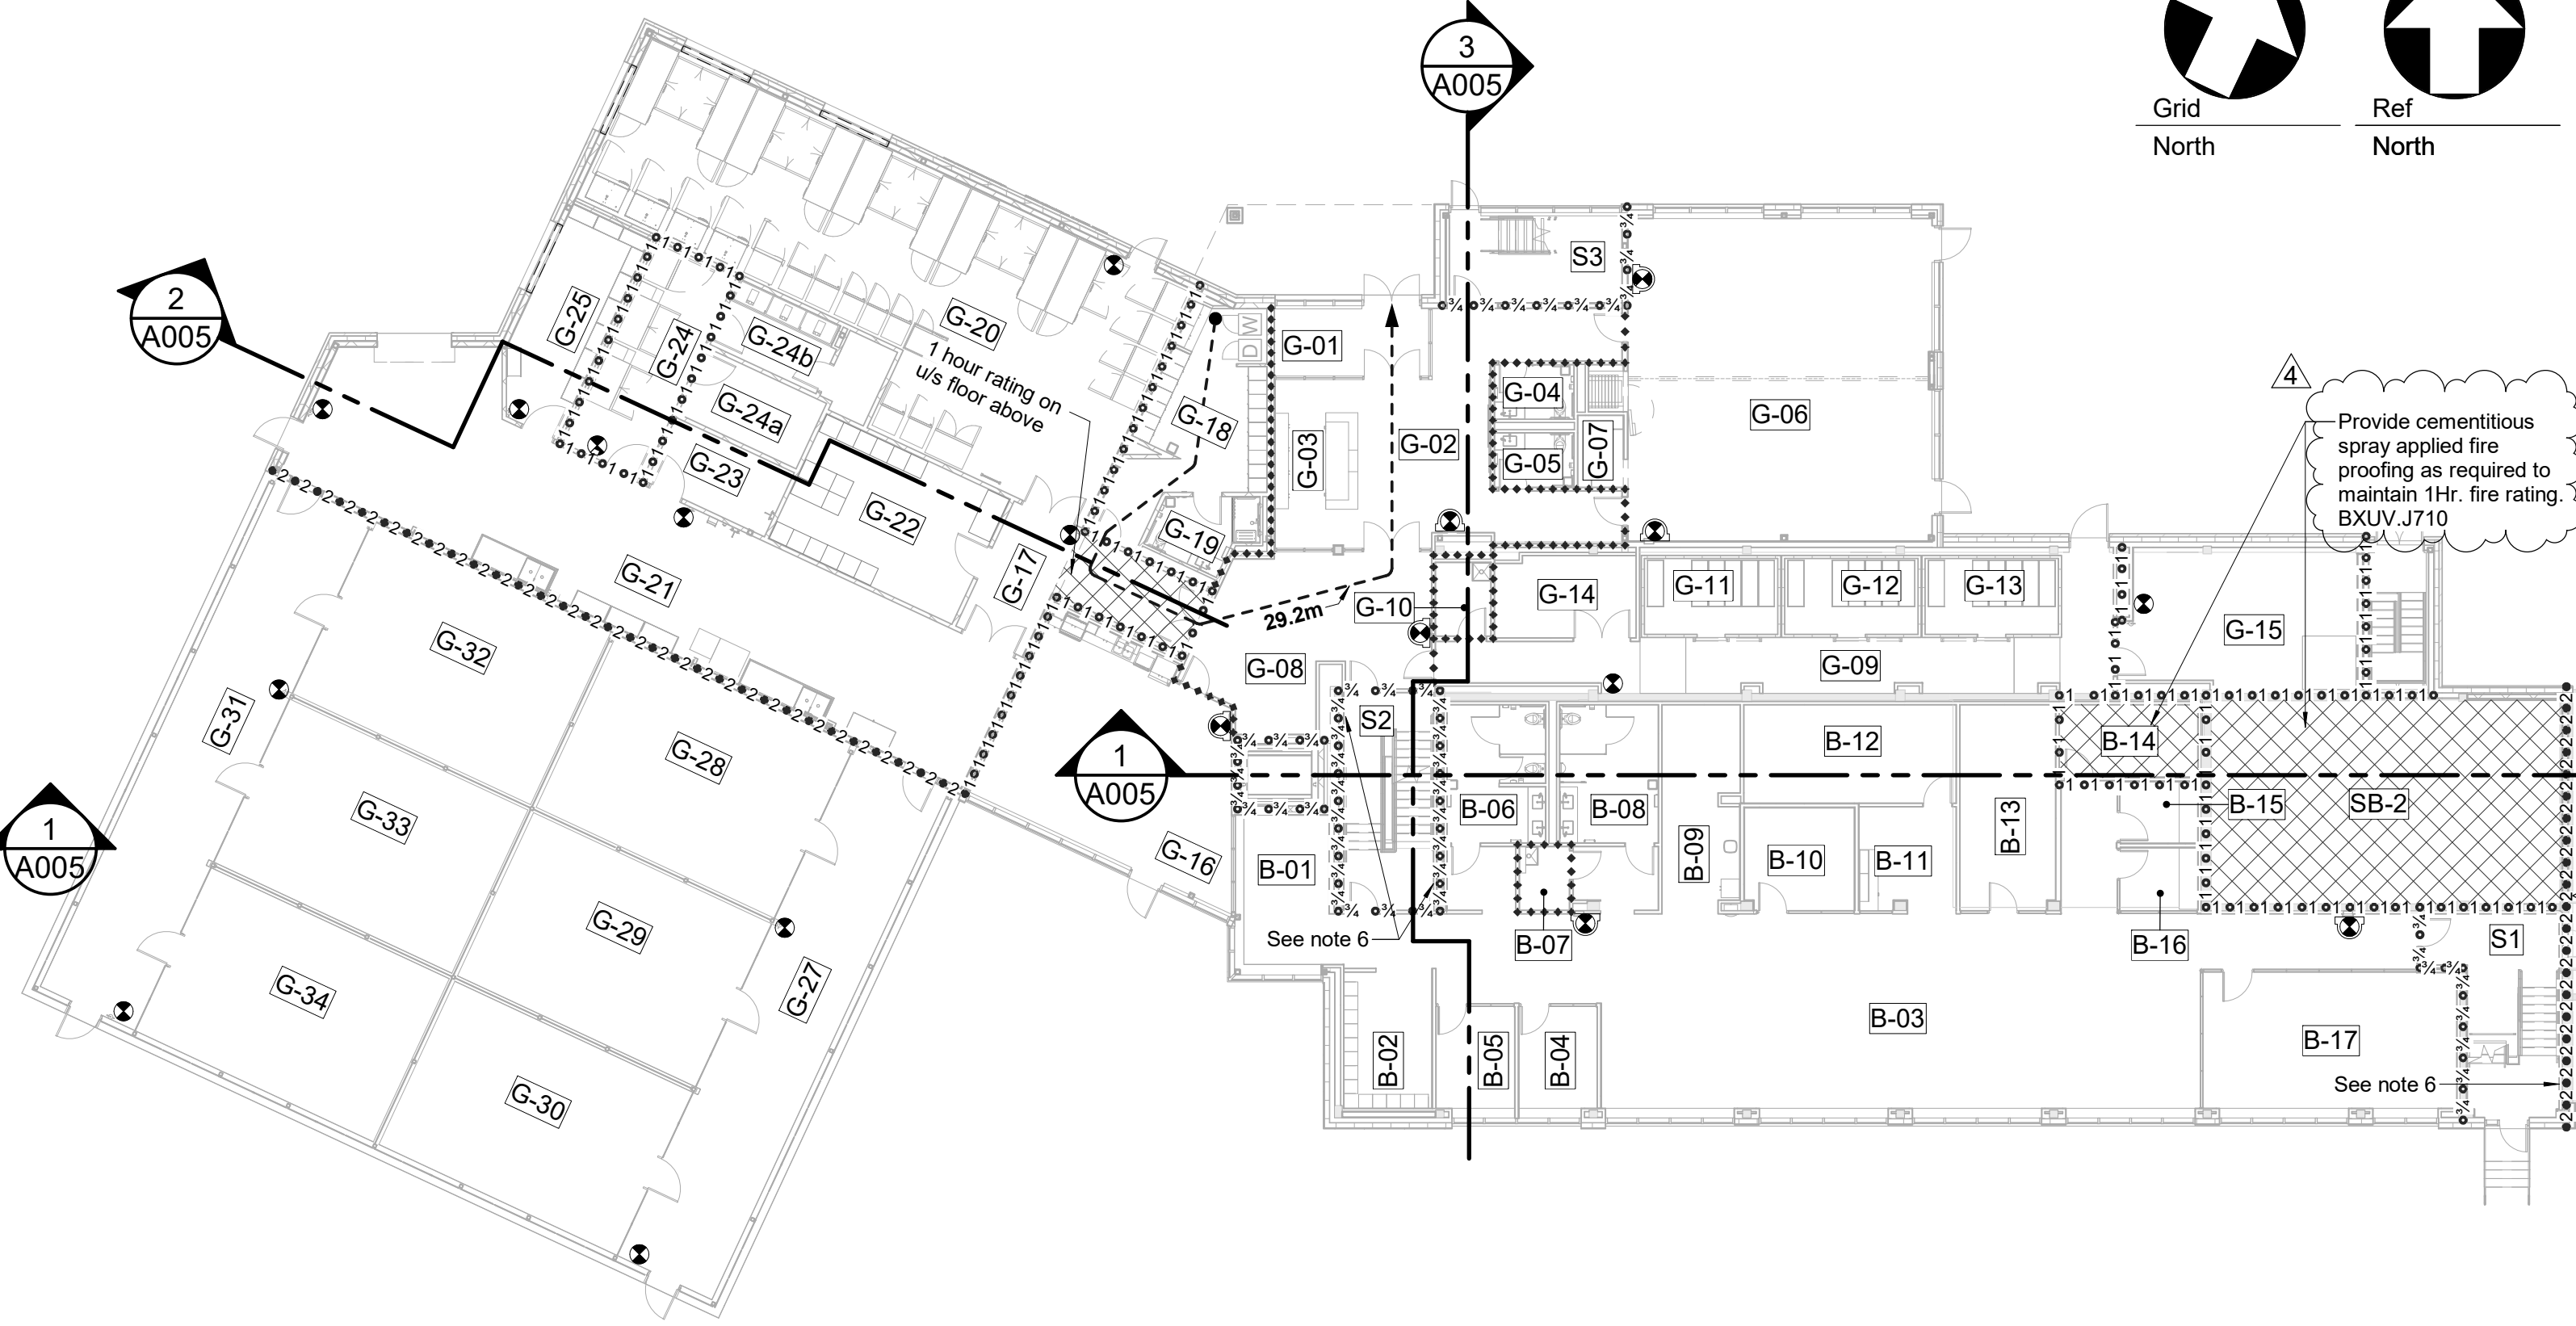 3
A005
Grid
North
Ref
North
2
A005
S3
G-25
G-24
G-24b
G-20
G-01
1 hour rating on
u/s floor above
W
D
G-18
G-24a
G-23
G-22
G-03
G-02
G-04
G-05
G-07
G-06
4
Provide cementitious
spray applied fire
proofing as required to
maintain 1Hr. fire rating.
BXUV.J710
G-19
G-17
G-21
29.2m
G-10
G-14
G-11
G-12
G-13
G-15
G-32
G-08
G-09
G-31
G-28
S2
B-12
B-14
1
A005
B-06
B-08
B-15
SB-2
G-33
1
A005
G-16
B-01
B-09
B-10
B-11
B-13
G-29
See note 6
B-07
B-16
S1
G-34
G-27
B-03
B-17
B-02
B-05
B-04
G-30
See note 6